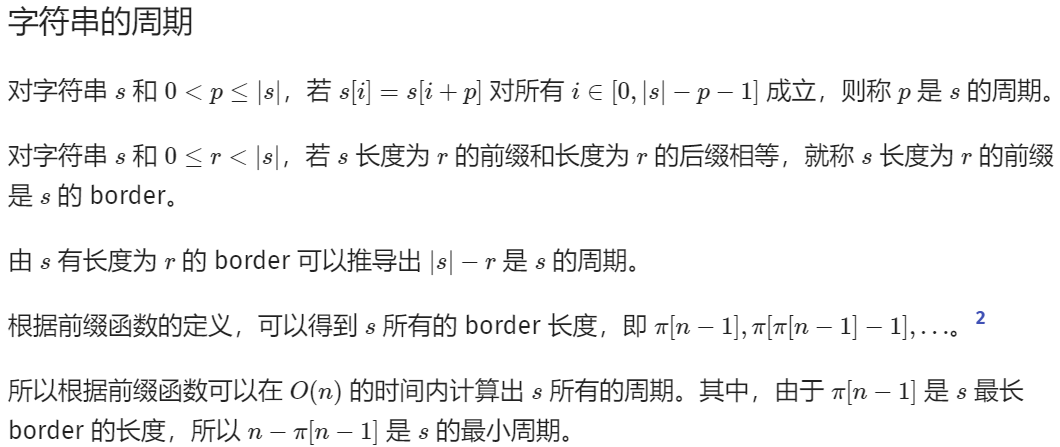 字符串的周期
对字符串 s 和 0 < p ≤ |s|，若 s[i] = s[i + p] 对所有 i ∈ [0, |s| − p − 1] 成立，则称 p 是 s 的周期。
对字符串 s 和 0 ≤ r < |s|，若 s 长度为 r 的前缀和长度为 r 的后缀相等，就称 s 长度为 r 的前缀
是 s 的 border。
由 s 有长度为 r 的 border 可以推导出 |s| − r 是 s 的周期。
根据前缀函数的定义，可以得到 s 所有的 border 长度，即 π[n − 1], π[π[n − 1] − 1], …。2
所以根据前缀函数可以在 O(n) 的时间内计算出 s 所有的周期。其中，由于 π[n − 1] 是 s 最长
border 的长度，所以 n − π[n − 1] 是 s 的最小周期。